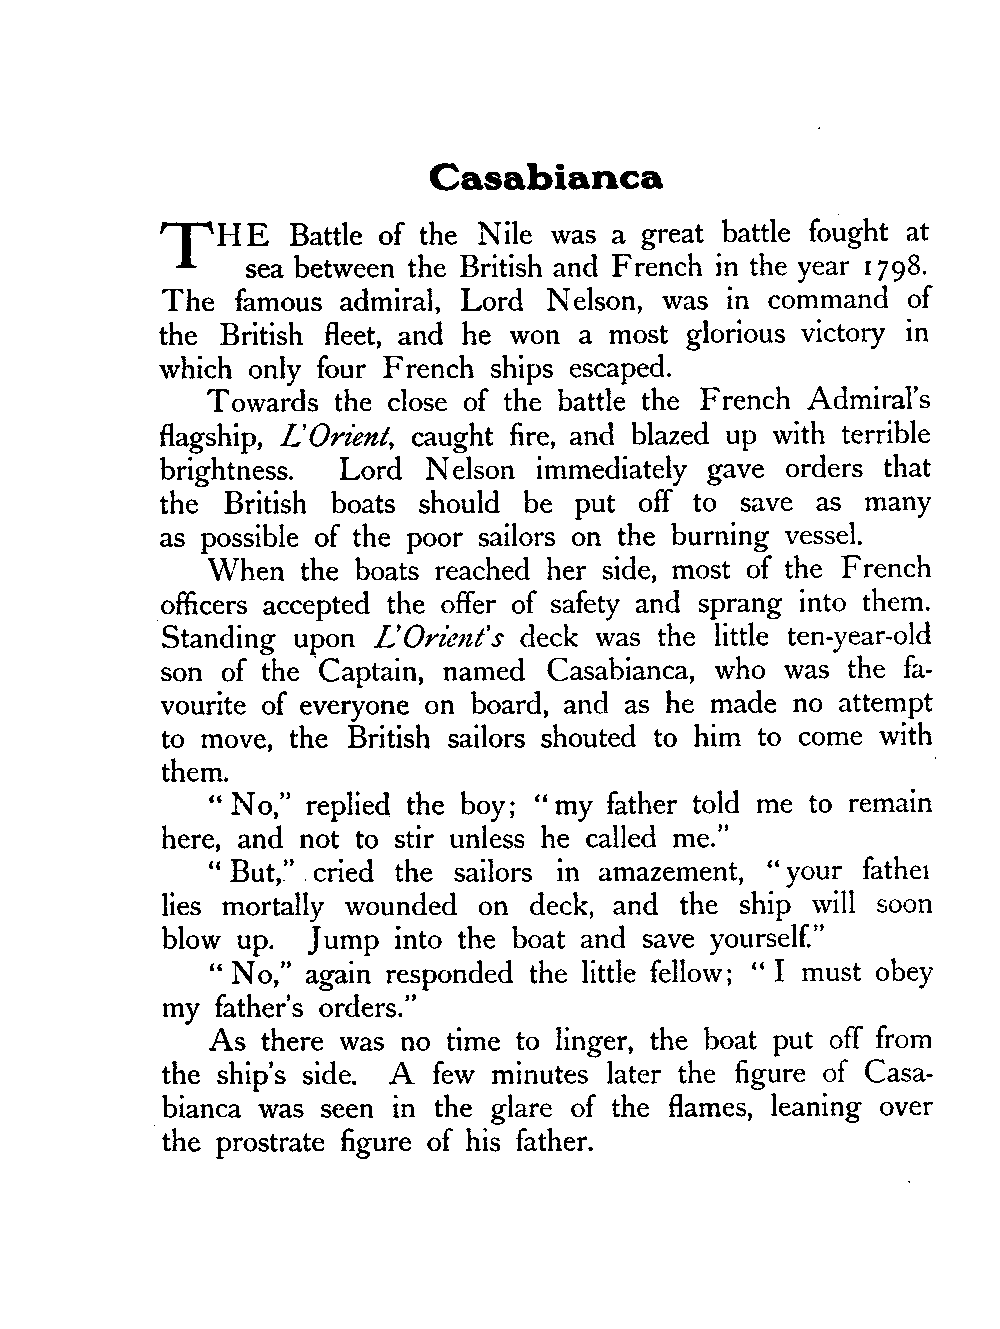 Casabianca
THE Battle of the Nile was a great battle fought at
sea between the British and French in the year 1798.
The famous admiral, Lord Nelson, was in command of
the British fleet, and he won a most glorious victory in
which only four French ships escaped.
Towards the close of the battle the French Admiral's
flagship, L'Orient, caught fire, and blazed up with terrible
brightness. Lord Nelson immediately gave orders that
the British boats should be put off to save as many
as possible of the poor sailors on the burning vessel.
When the boats reached her side, most of the French
officers accepted the offer of safety and sprang into them.
Standing upon L'Orient's deck was the little ten-year-old
son of the Captain, named Casabianca, who was the fa-
vourite of everyone on board, and as he made no attempt
to move, the British sailors shouted to him to come with
them.
"No," replied the boy; "my father told me to remain
here, and not to stir unless he called me."
"But," cried the sailors in amazement, "your father
lies mortally wounded on deck, and the ship will soon
blow up. Jump into the boat and save yourself."
"No," again responded the little fellow; "I must obey
my father's orders."
As there was no time to linger, the boat put off from
the ship's side. A few minutes later the figure of Casa-
bianca was seen in the glare of the flames, leaning over
the prostrate figure of his father.